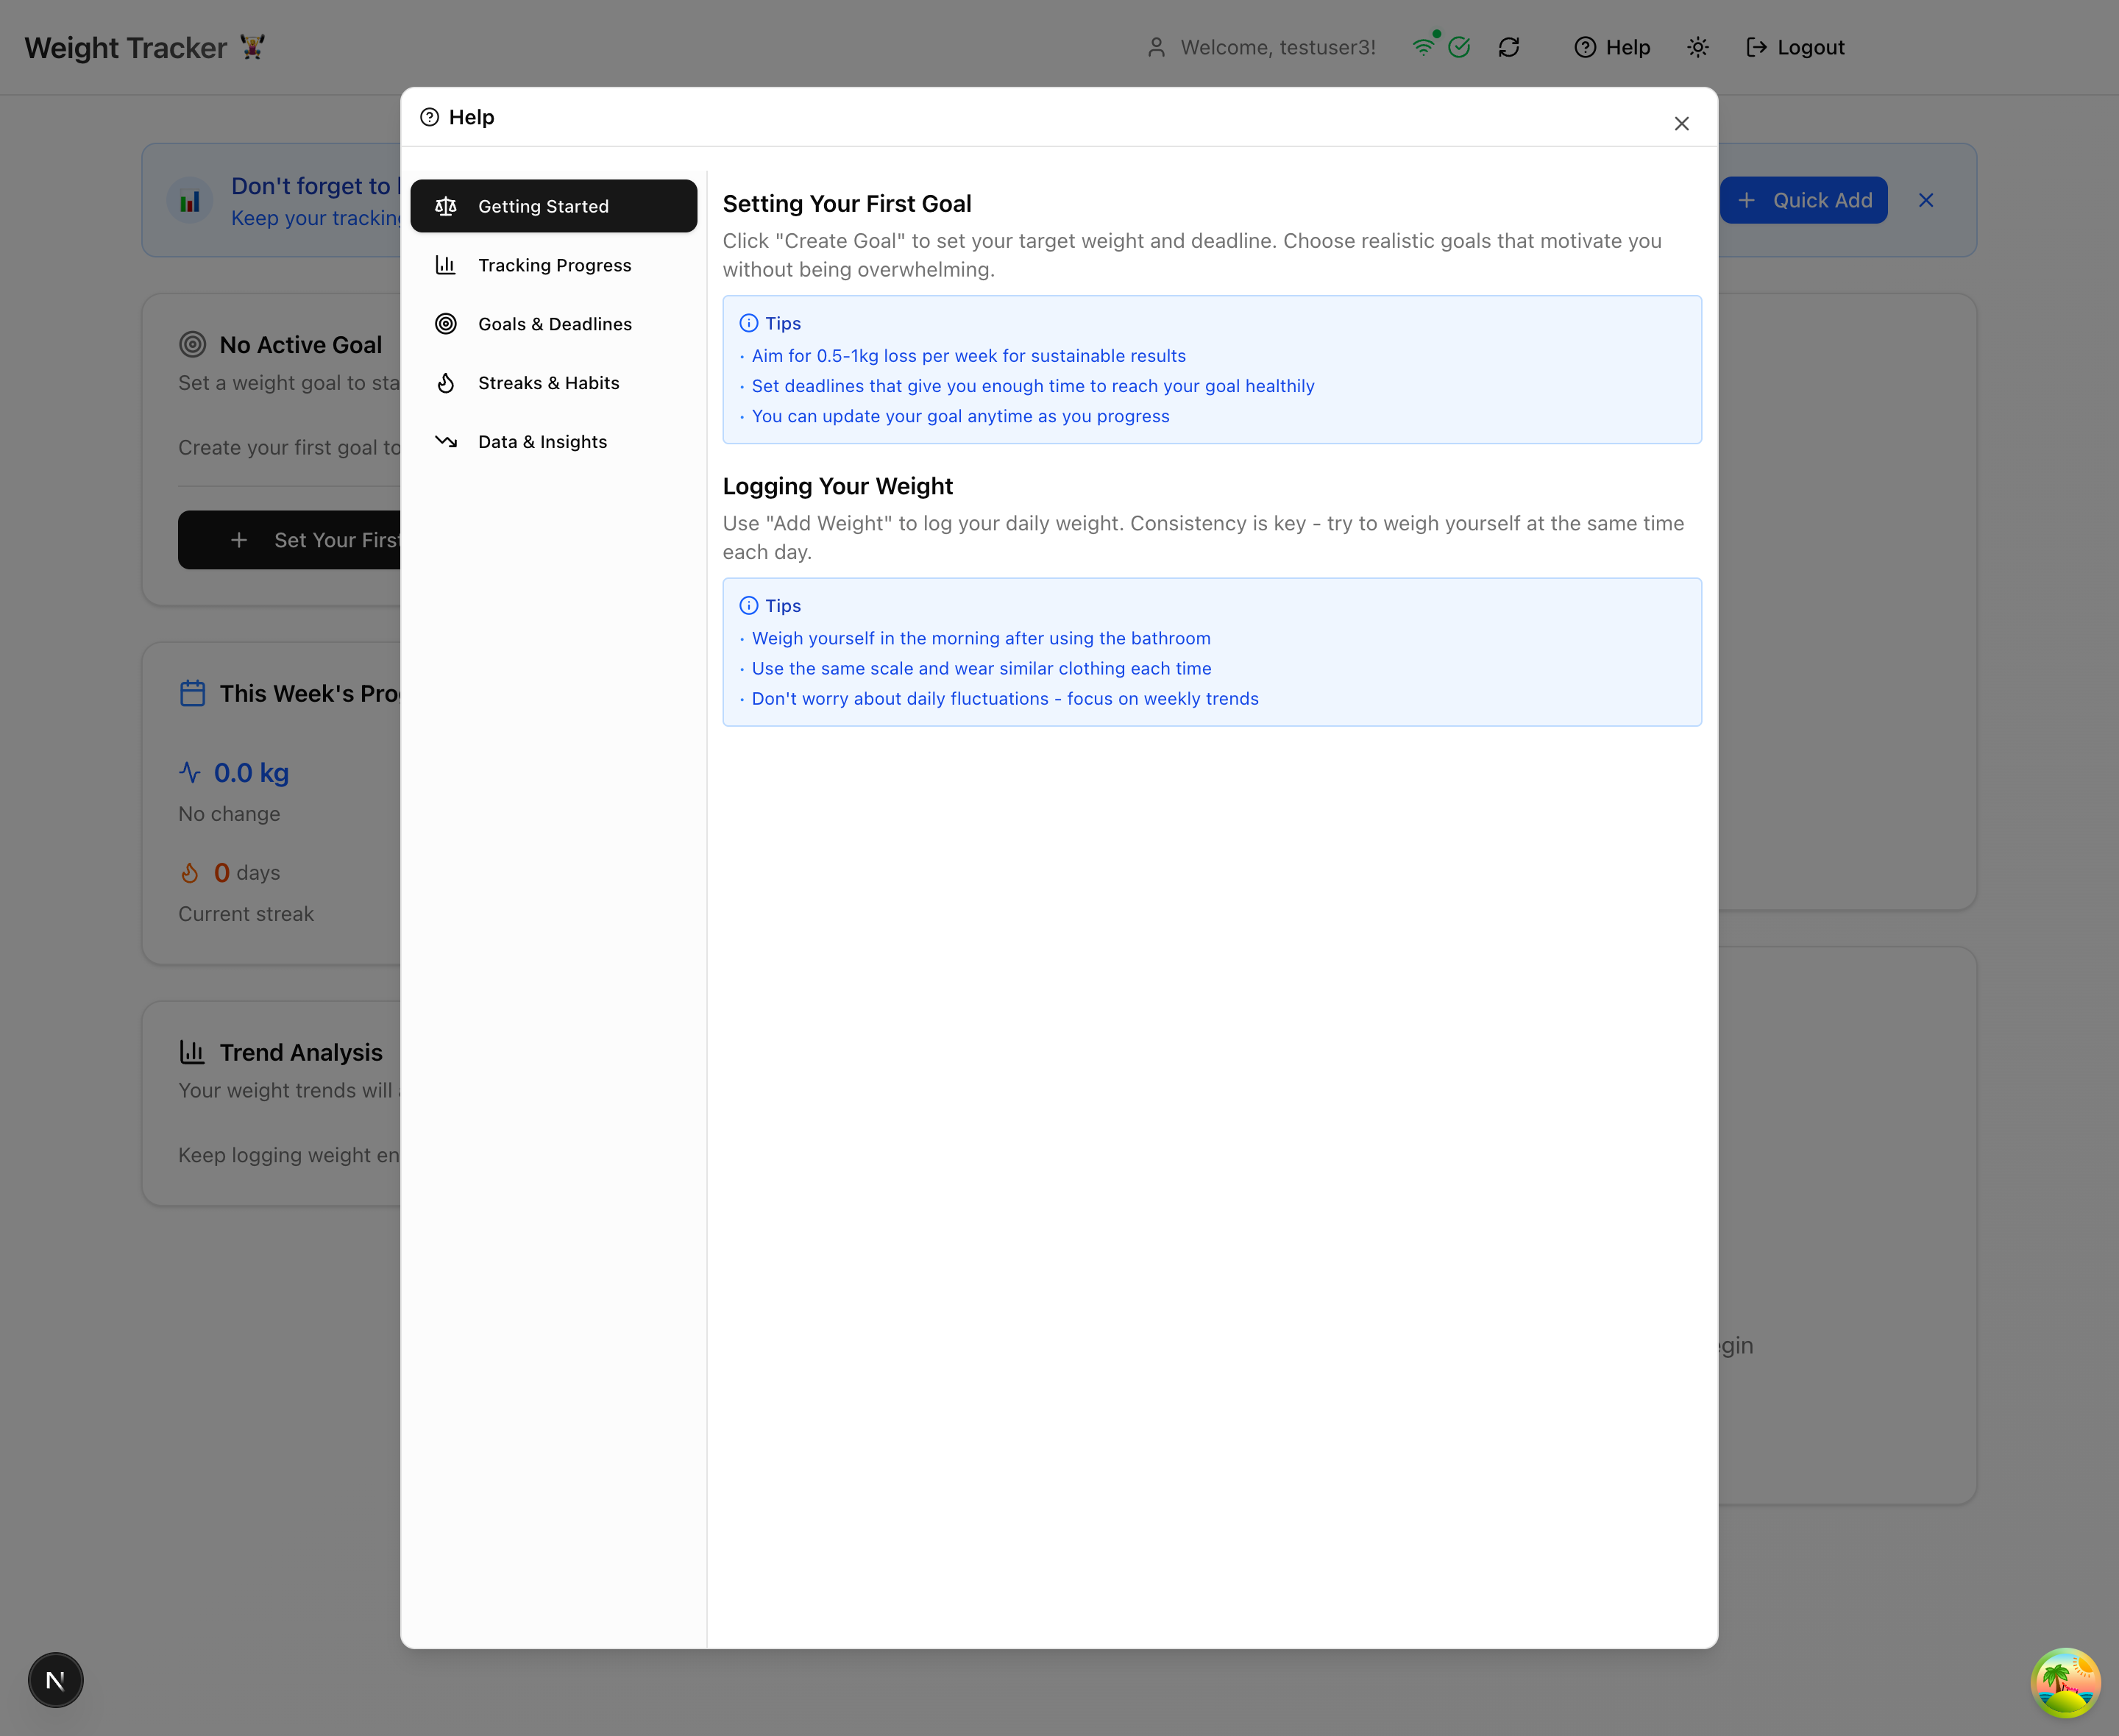 Weight Tracker
Welcome, testuser3!
Help
Logout
Don't forget to
Keep your tracking
Quick Add
No Active Goal
Set a weight goal to sta
Create your first goal to
Set Your First
This Week's Pro
0.0 kg
No change
0 days
Current streak
Trend Analysis
Your weight trends will
Keep logging weight en
Help
Getting Started
Tracking Progress
Goals & Deadlines
Streaks & Habits
Data & Insights
Setting Your First Goal
Click "Create Goal" to set your target weight and deadline. Choose realistic goals that motivate you
without being overwhelming.
Tips
· Aim for 0.5-1kg loss per week for sustainable results
· Set deadlines that give you enough time to reach your goal healthily
· You can update your goal anytime as you progress
Logging Your Weight
Use "Add Weight" to log your daily weight. Consistency is key - try to weigh yourself at the same time
each day.
Tips
· Weigh yourself in the morning after using the bathroom
· Use the same scale and wear similar clothing each time
· Don't worry about daily fluctuations - focus on weekly trends
egin
N